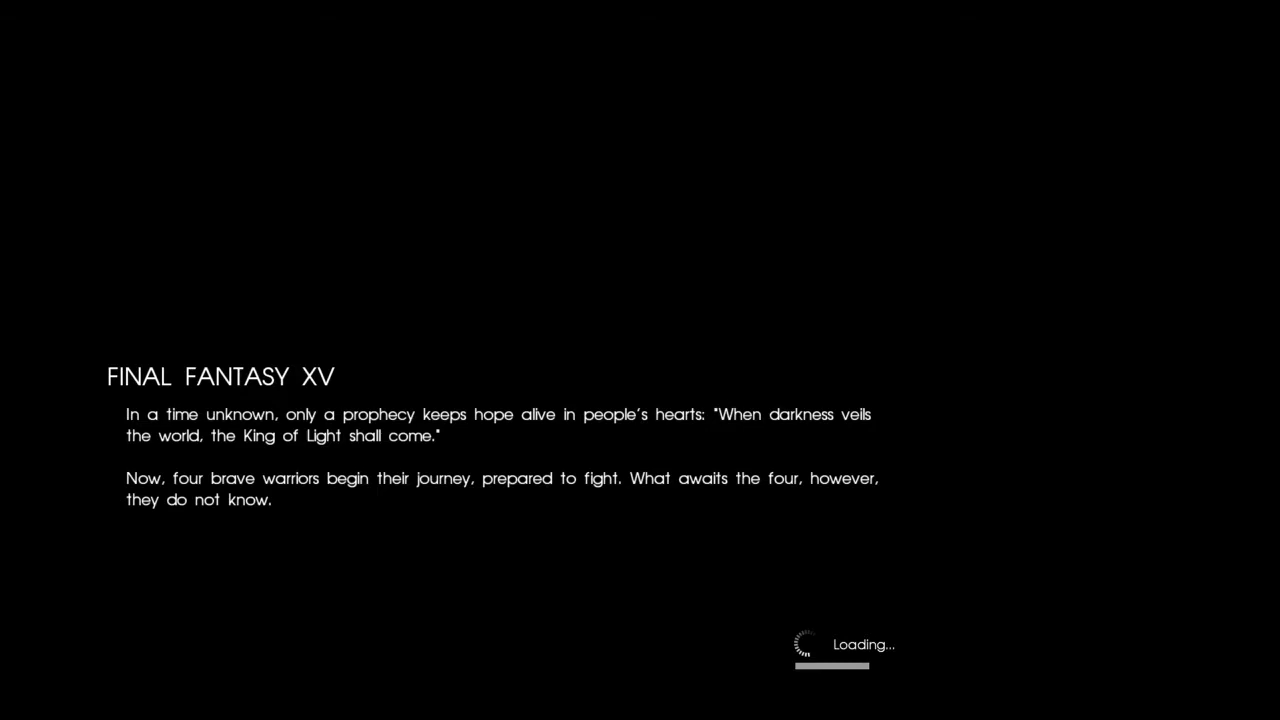 FINAL FANTASY XV
In a time unknown, only a prophecy keeps hope alive in people's hearts: "When darkness veils
the world, the King of Light shall come."
Now, four brave warriors begin their journey, prepared to fight. What awaits the four, however,
they do not know.
Loading...